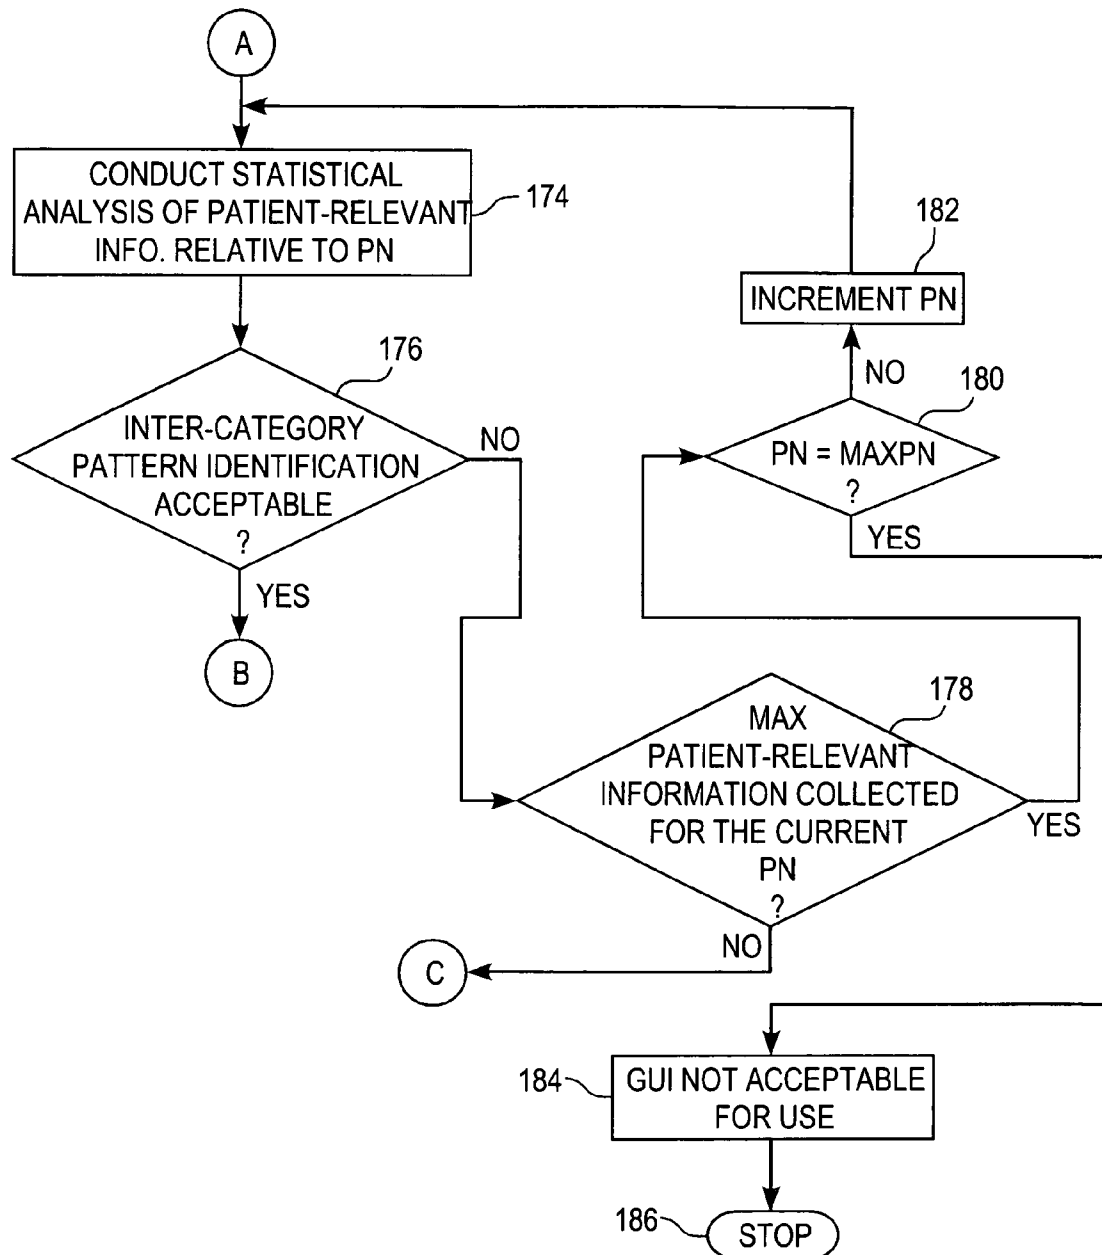 A
CONDUCT STATISTICAL
ANALYSIS OF PATIENT-RELEVANT
INFO. RELATIVE TO PN
174
182
INCREMENT PN
176
NO
180
INTER-CATEGORY
PATTERN IDENTIFICATION
ACCEPTABLE
?
NO
PN = MAXPN
?
YES
YES
B
178
MAX
PATIENT-RELEVANT
INFORMATION COLLECTED
FOR THE CURRENT
PN
?
YES
NO
C
184
GUI NOT ACCEPTABLE
FOR USE
186
STOP